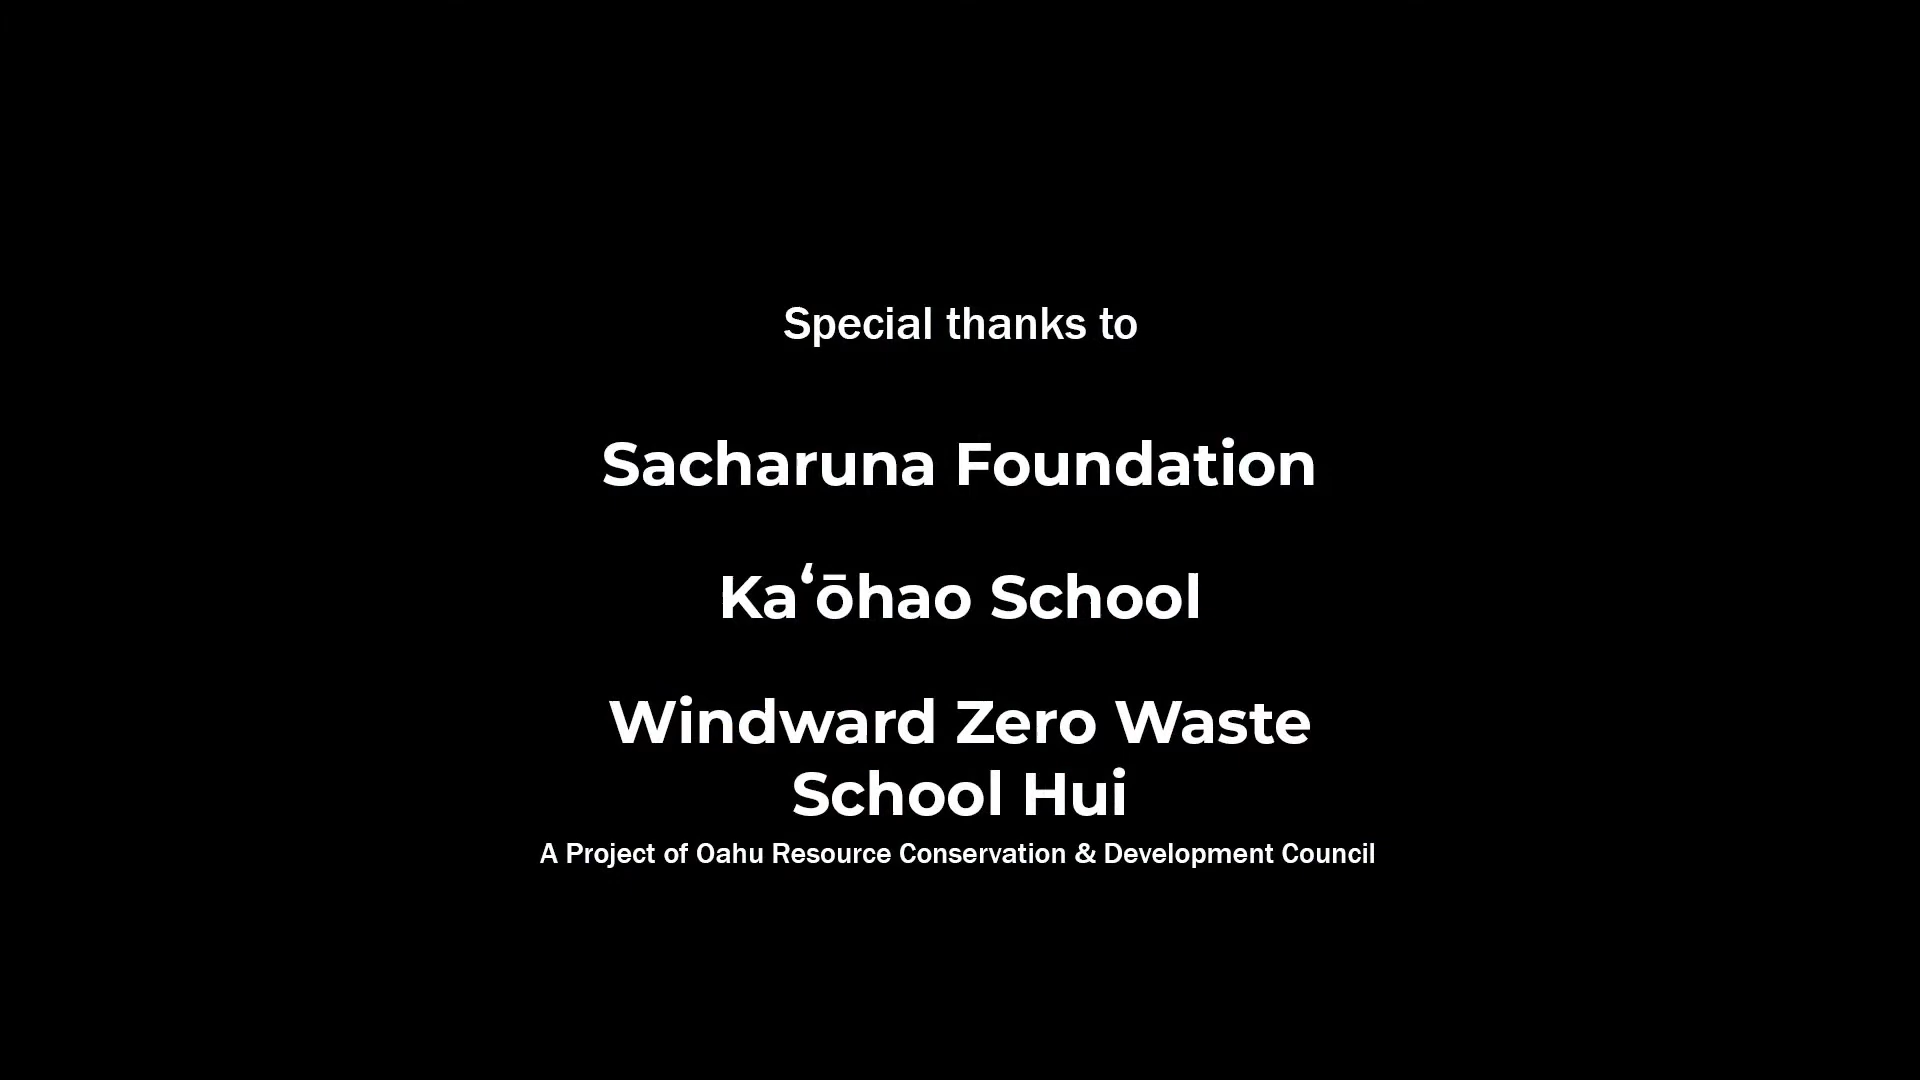 Special thanks to
Sacharuna Foundation
Kaʻōhao School
Windward Zero Waste
School Hui
A Project of Oahu Resource Conservation & Development Council